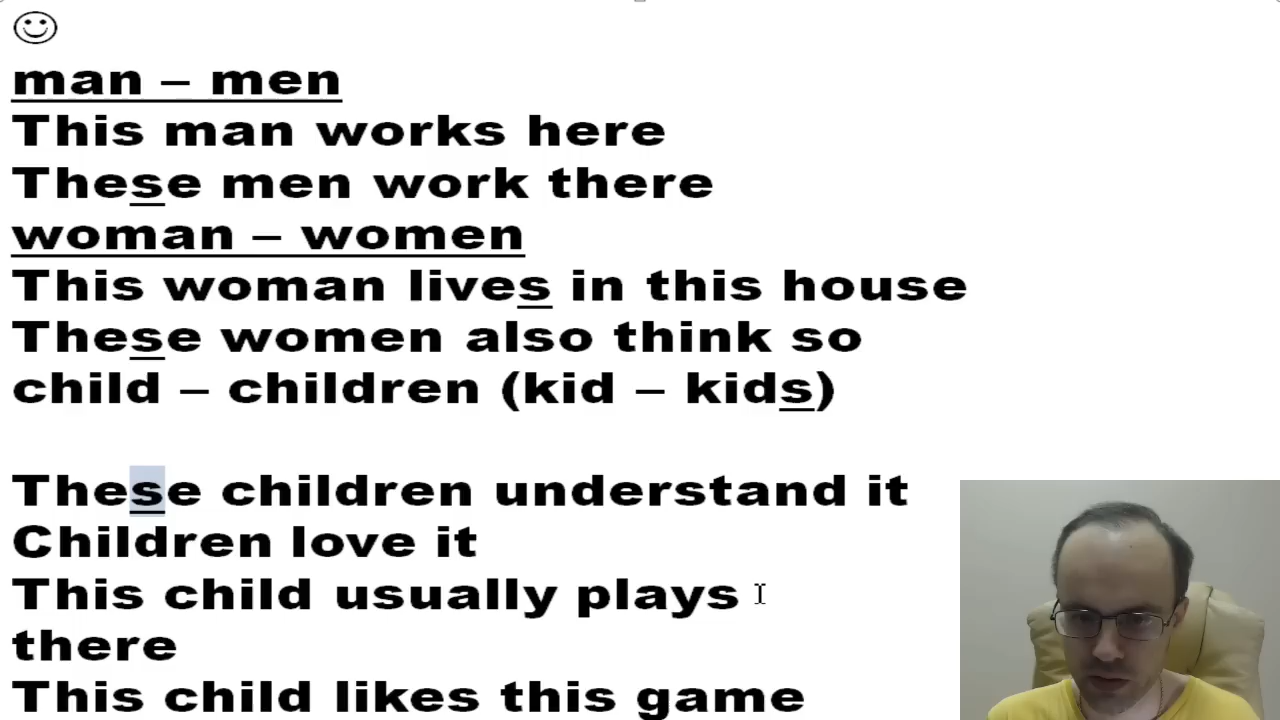 man – men
This man works here
These men work there
woman – women
This woman lives in this house
These women also think so
child – children (kid – kids)
These children understand it
Children love it
This child usually plays
there
This child likes this game